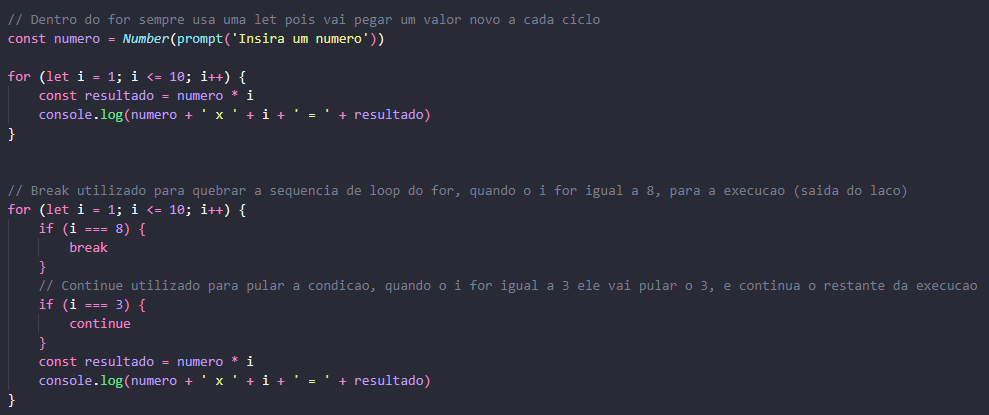 // Dentro do for sempre usa uma let pois vai pegar um valor novo a cada ciclo
const numero = Number(prompt('Insira um numero'))
for (let i = 1; i <= 10; i++) {
const resultado = numero * i
console.log(numero + ' x ' + i + ' = ' + resultado)
}
// Break utilizado para quebrar a sequencia de loop do for, quando o i for igual a 8, para a execucao (saida do laco)
for (let i = 1; i <= 10; i++) {
if (i === 8) {
break
}
// Continue utilizado para pular a condicao, quando o i for igual a 3 ele vai pular o 3, e continua o restante da execucao
if (i === 3) {
continue
}
const resultado = numero * i
console.log(numero + ' x ' + i + ' = ' + resultado)
}